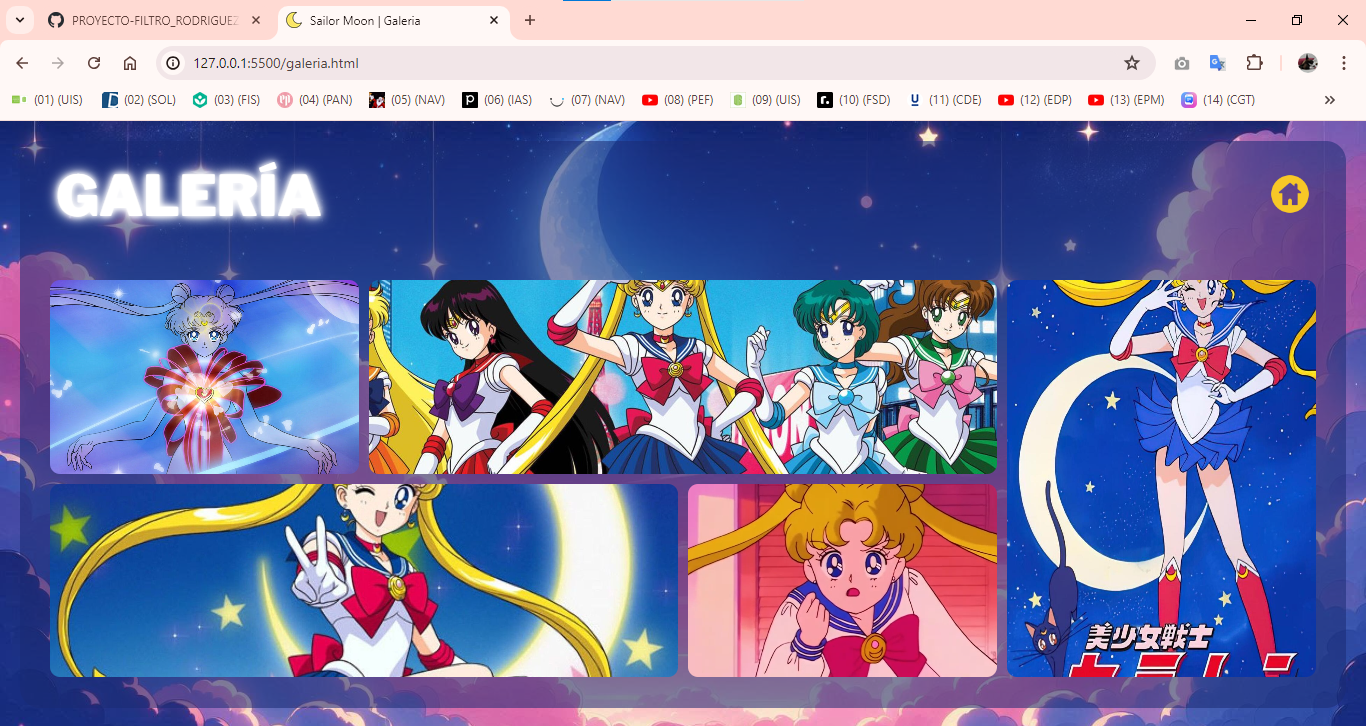 PROYECTO-FILTRO_RODRIGUEZ
Sailor Moon | Galeria
127.0.0.1:5500/galeria.html
(01) (UIS) (02) (SOL) (03) (FIS) (04) (PAN) (05) (NAV) (06) (IAS) (07) (NAV) (08) (PEF) (09) (UIS) (10) (FSD) (11) (CDE) (12) (EDP) (13) (EPM) (14) (CGT)
GALERÍA
美少女戦士